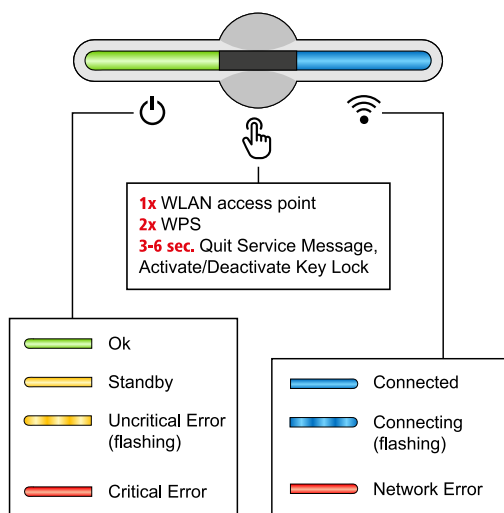 1x WLAN access point
2x WPS
3-6 sec. Quit Service Message,
Activate/Deactivate Key Lock
Ok
Standby
Uncritical Error
(flashing)
Critical Error
Connected
Connecting
(flashing)
Network Error